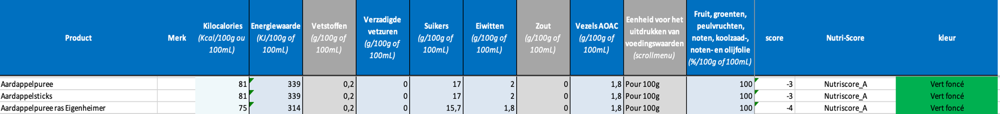 Product
Merk
Kilocalories
(Kcal/100g ou
100mL)
Energiewaarde
(KJ/100g of
100mL)
Vetstoffen
(g/100g of
100mL)
Verzadigde
vetzuren
(g/100g of
100mL)
Suikers
(g/100g of
100mL)
Eiwitten
(g/100g of
100mL)
Zout
(g/100g of
100mL)
Vezels AOAC
(g/100g of
100mL)
Eenheid voor het
uitdrukken van
voedingswaarden
(scrollmenu)
Fruit, groenten,
peulvruchten,
noten, koolzaad-,
noten- en olijfolie
(%/100g of 100mL)
score
Nutri-Score
kleur
Aardappelpuree 81 339 0,2 0 17 2 0 1,8 Pour 100g 100 -3 Nutriscore_A Vert foncé
Aardappelsticks 81 339 0,2 0 17 2 0 1,8 Pour 100g 100 -3 Nutriscore_A Vert foncé
Aardappelpuree ras Eigenheimer 75 314 0,2 0 15,7 1,8 0 1,8 Pour 100g 100 -4 Nutriscore_A Vert foncé